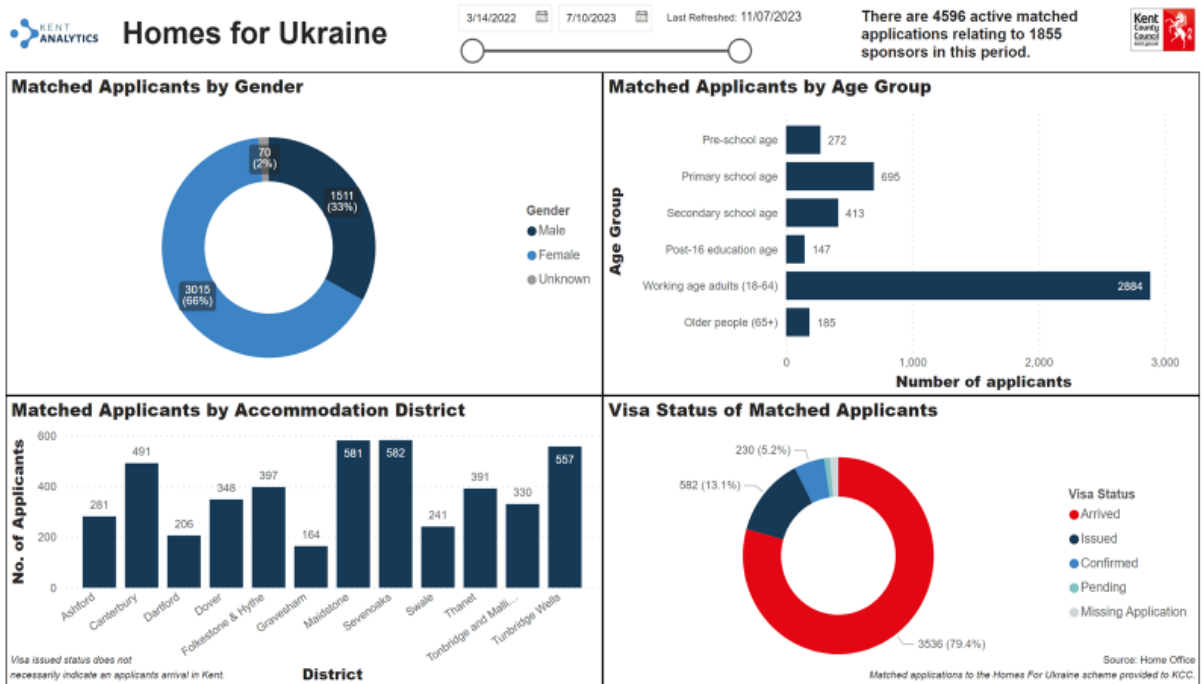 KENT
ANALYTICS
Homes for Ukraine
3/14/2022
7/10/2023
Last Refreshed: 11/07/2023
There are 4596 active matched
applications relating to 1855
sponsors in this period.
Kent
County
Council
kent.gov.uk
Matched Applicants by Gender
70
(2%)
1511
(33%)
3015
(66%)
Gender
Male
Female
Unknown
Matched Applicants by Age Group
Age Group
Pre-school age
272
Primary school age
695
Secondary school age
413
Post-16 education age
147
Working age adults (18-64)
2884
Older people (65+)
185
0
1,000
2,000
3,000
Number of applicants
Matched Applicants by Accommodation District
No. of Applicants
600
400
200
0
281
491
206
348
397
164
581
582
241
391
330
557
Ashford
Canterbury
Dartford
Dover
Folkestone & Hythe
Gravesham
Maidstone
Sevenoaks
Swale
Thanet
Tonbridge and Malli...
Tunbridge Wells
District
Visa issued status does not
necessarily indicate an applicants arrival in Kent.
Visa Status of Matched Applicants
230 (5.2%)
582 (13.1%)
3536 (79.4%)
Visa Status
Arrived
Issued
Confirmed
Pending
Missing Application
Source: Home Office
Matched applications to the Homes For Ukraine scheme provided to KCC.